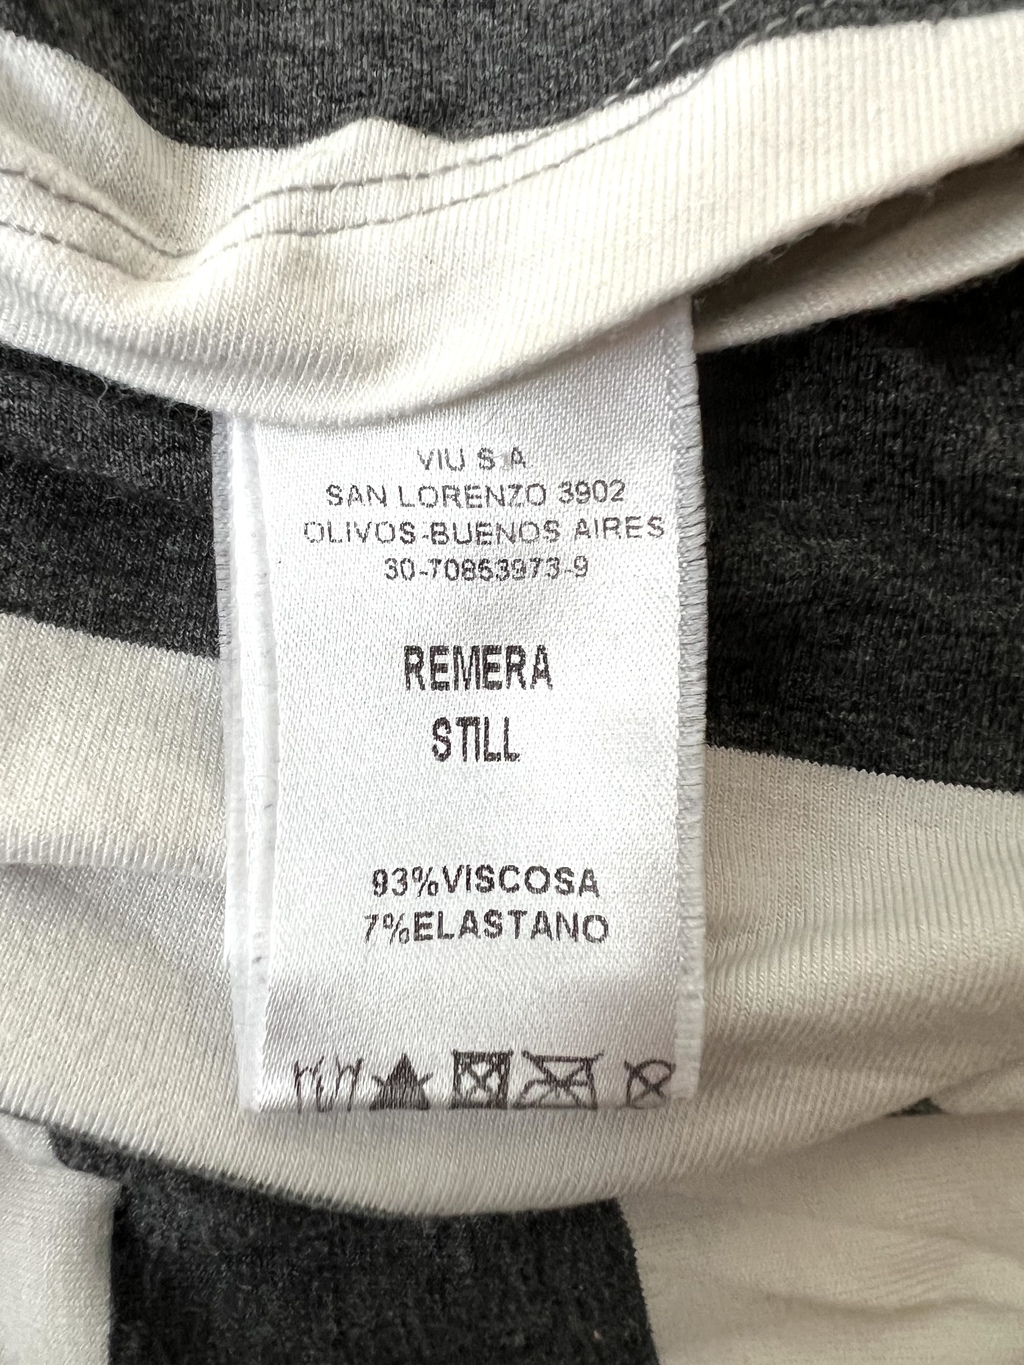 VIU S.A
SAN LORENZO 3902
OLIVOS-BUENOS AIRES
30-70853973-9
REMERA
STILL
93%VISCOSA
7%ELASTANO